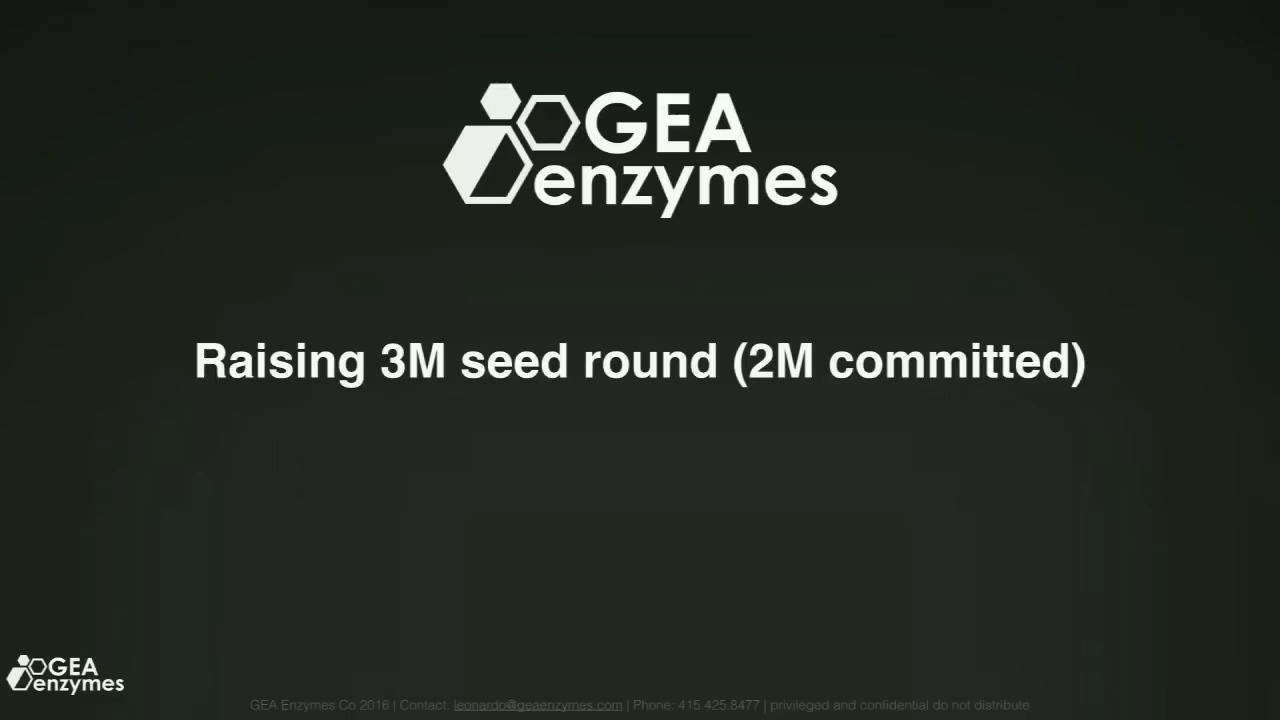 GEA
enzymes
Raising 3M seed round (2M committed)
GEA
enzymes
GEA Enzymes Co 2016 | Contact: leonardo@geaenzymes.com | Phone: 415.425.8477 | privileged and confidential do not distribute